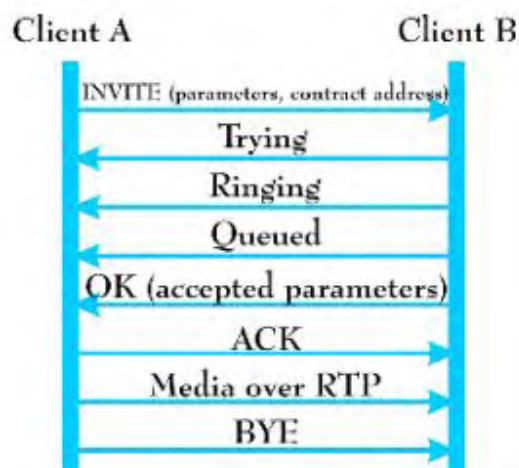 Client A Client B
INVITE (parameters, contract address)
Trying
Ringing
Queued
OK (accepted parameters)
ACK
Media over RTP
BYE